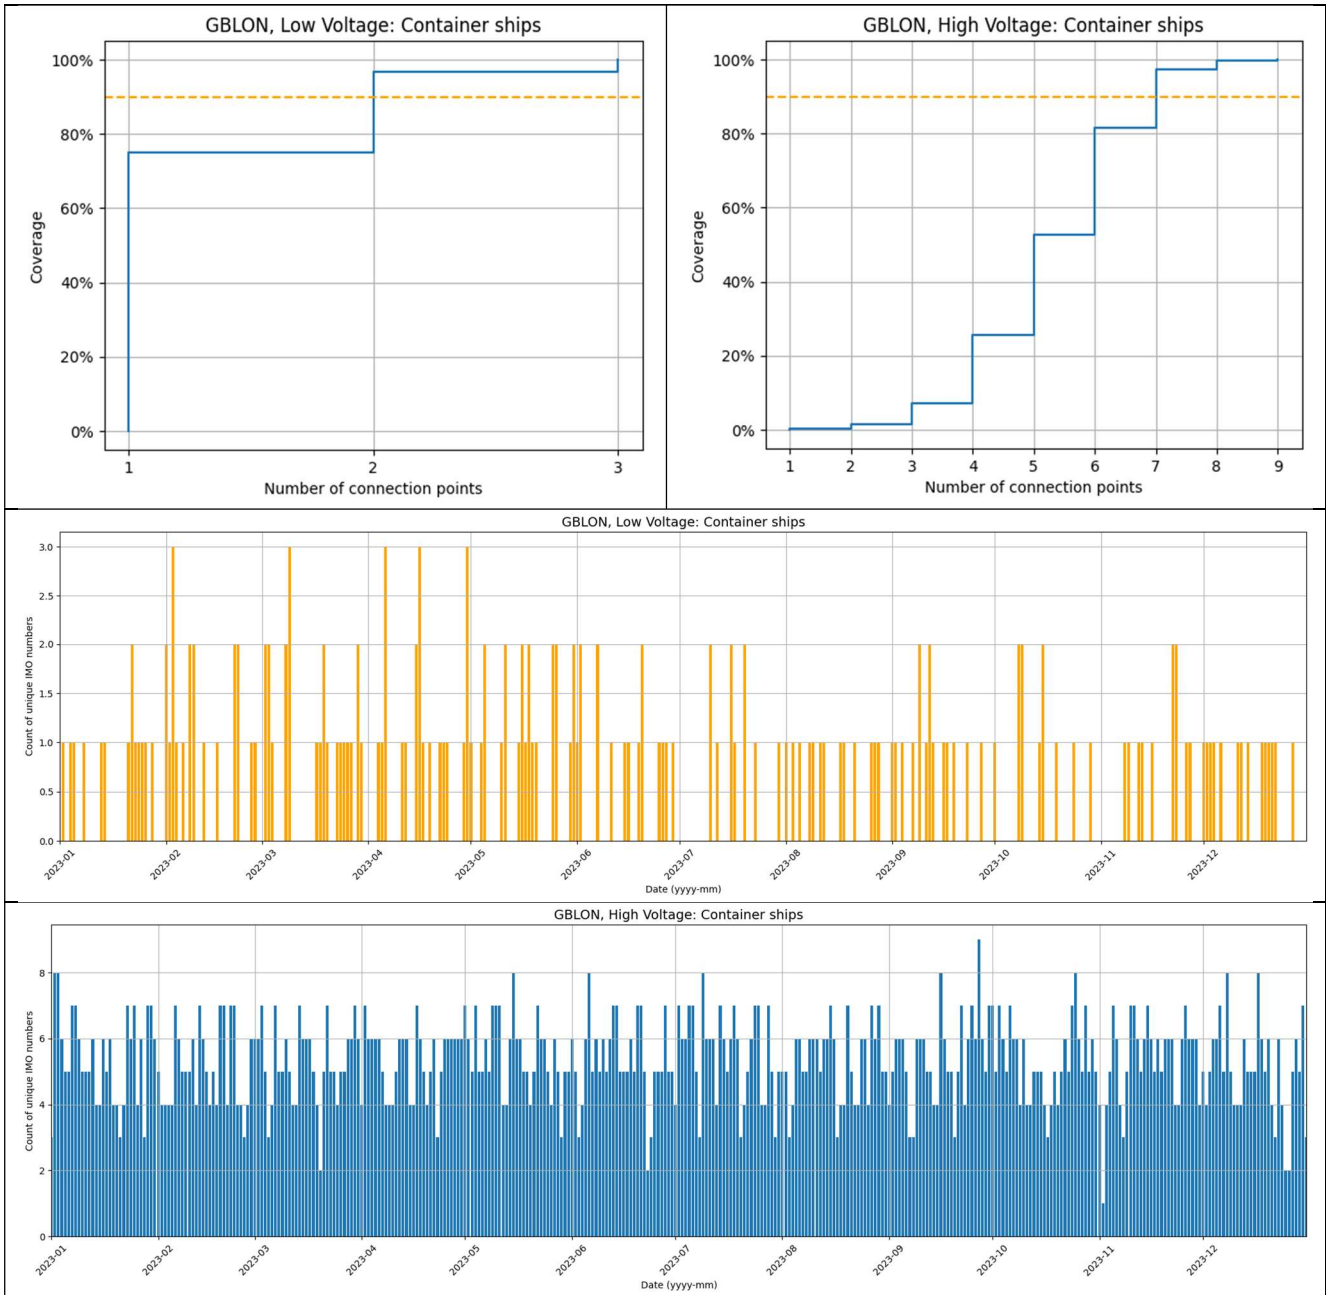 GBLON, Low Voltage: Container ships
100%
80%
60%
40%
20%
0%
Coverage
1 2 3
Number of connection points
GBLON, High Voltage: Container ships
100%
80%
60%
40%
20%
0%
Coverage
1 2 3 4 5 6 7 8 9
Number of connection points
GBLON, Low Voltage: Container ships
3.0
2.5
2.0
1.5
1.0
0.5
0.0
Count of unique IMO numbers
2023-01 2023-02 2023-03 2023-04 2023-05 2023-06 2023-07 2023-08 2023-09 2023-10 2023-11 2023-12
Date (yyyy-mm)
GBLON, High Voltage: Container ships
8
6
4
2
0
Count of unique IMO numbers
2023-01 2023-02 2023-03 2023-04 2023-05 2023-06 2023-07 2023-08 2023-09 2023-10 2023-11 2023-12
Date (yyyy-mm)